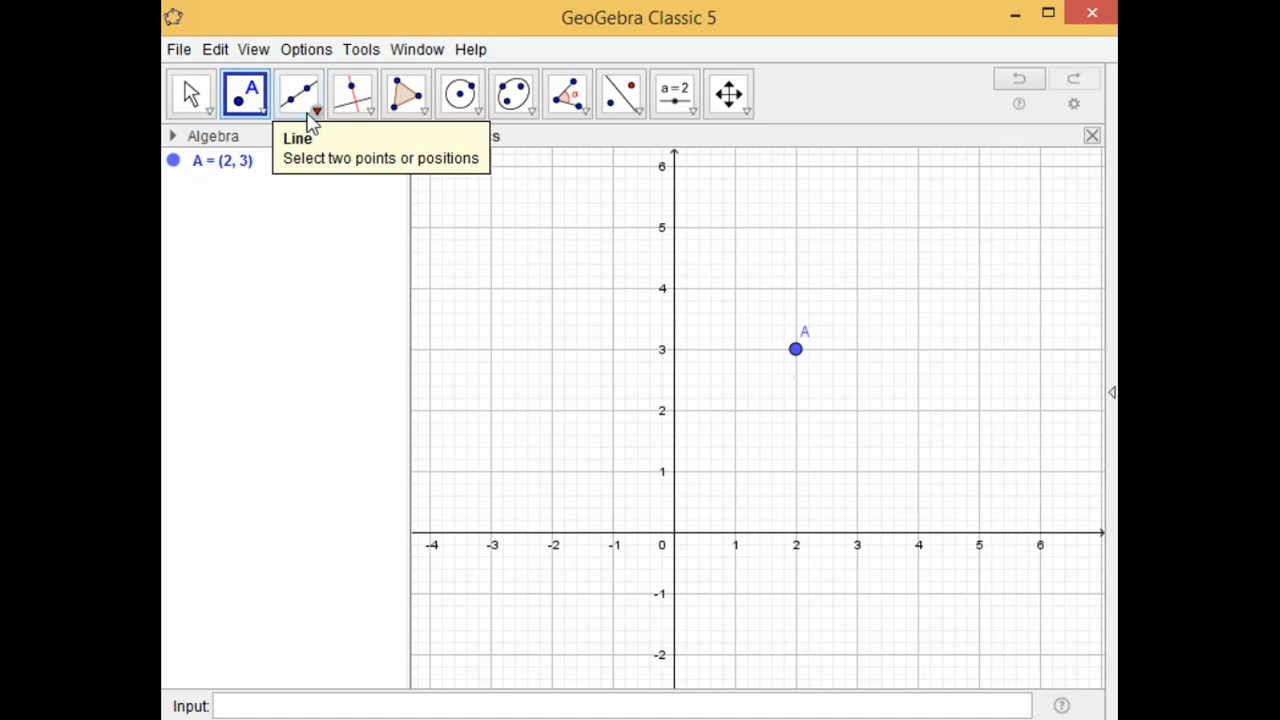 GeoGebra Classic 5
File Edit View Options Tools Window Help
A
a=2
α
Algebra
s
Line
Select two points or positions
A = (2, 3)
6
5
4
A
3
2
1
-4 -3 -2 -1 0 1 2 3 4 5 6
-1
-2
Input: